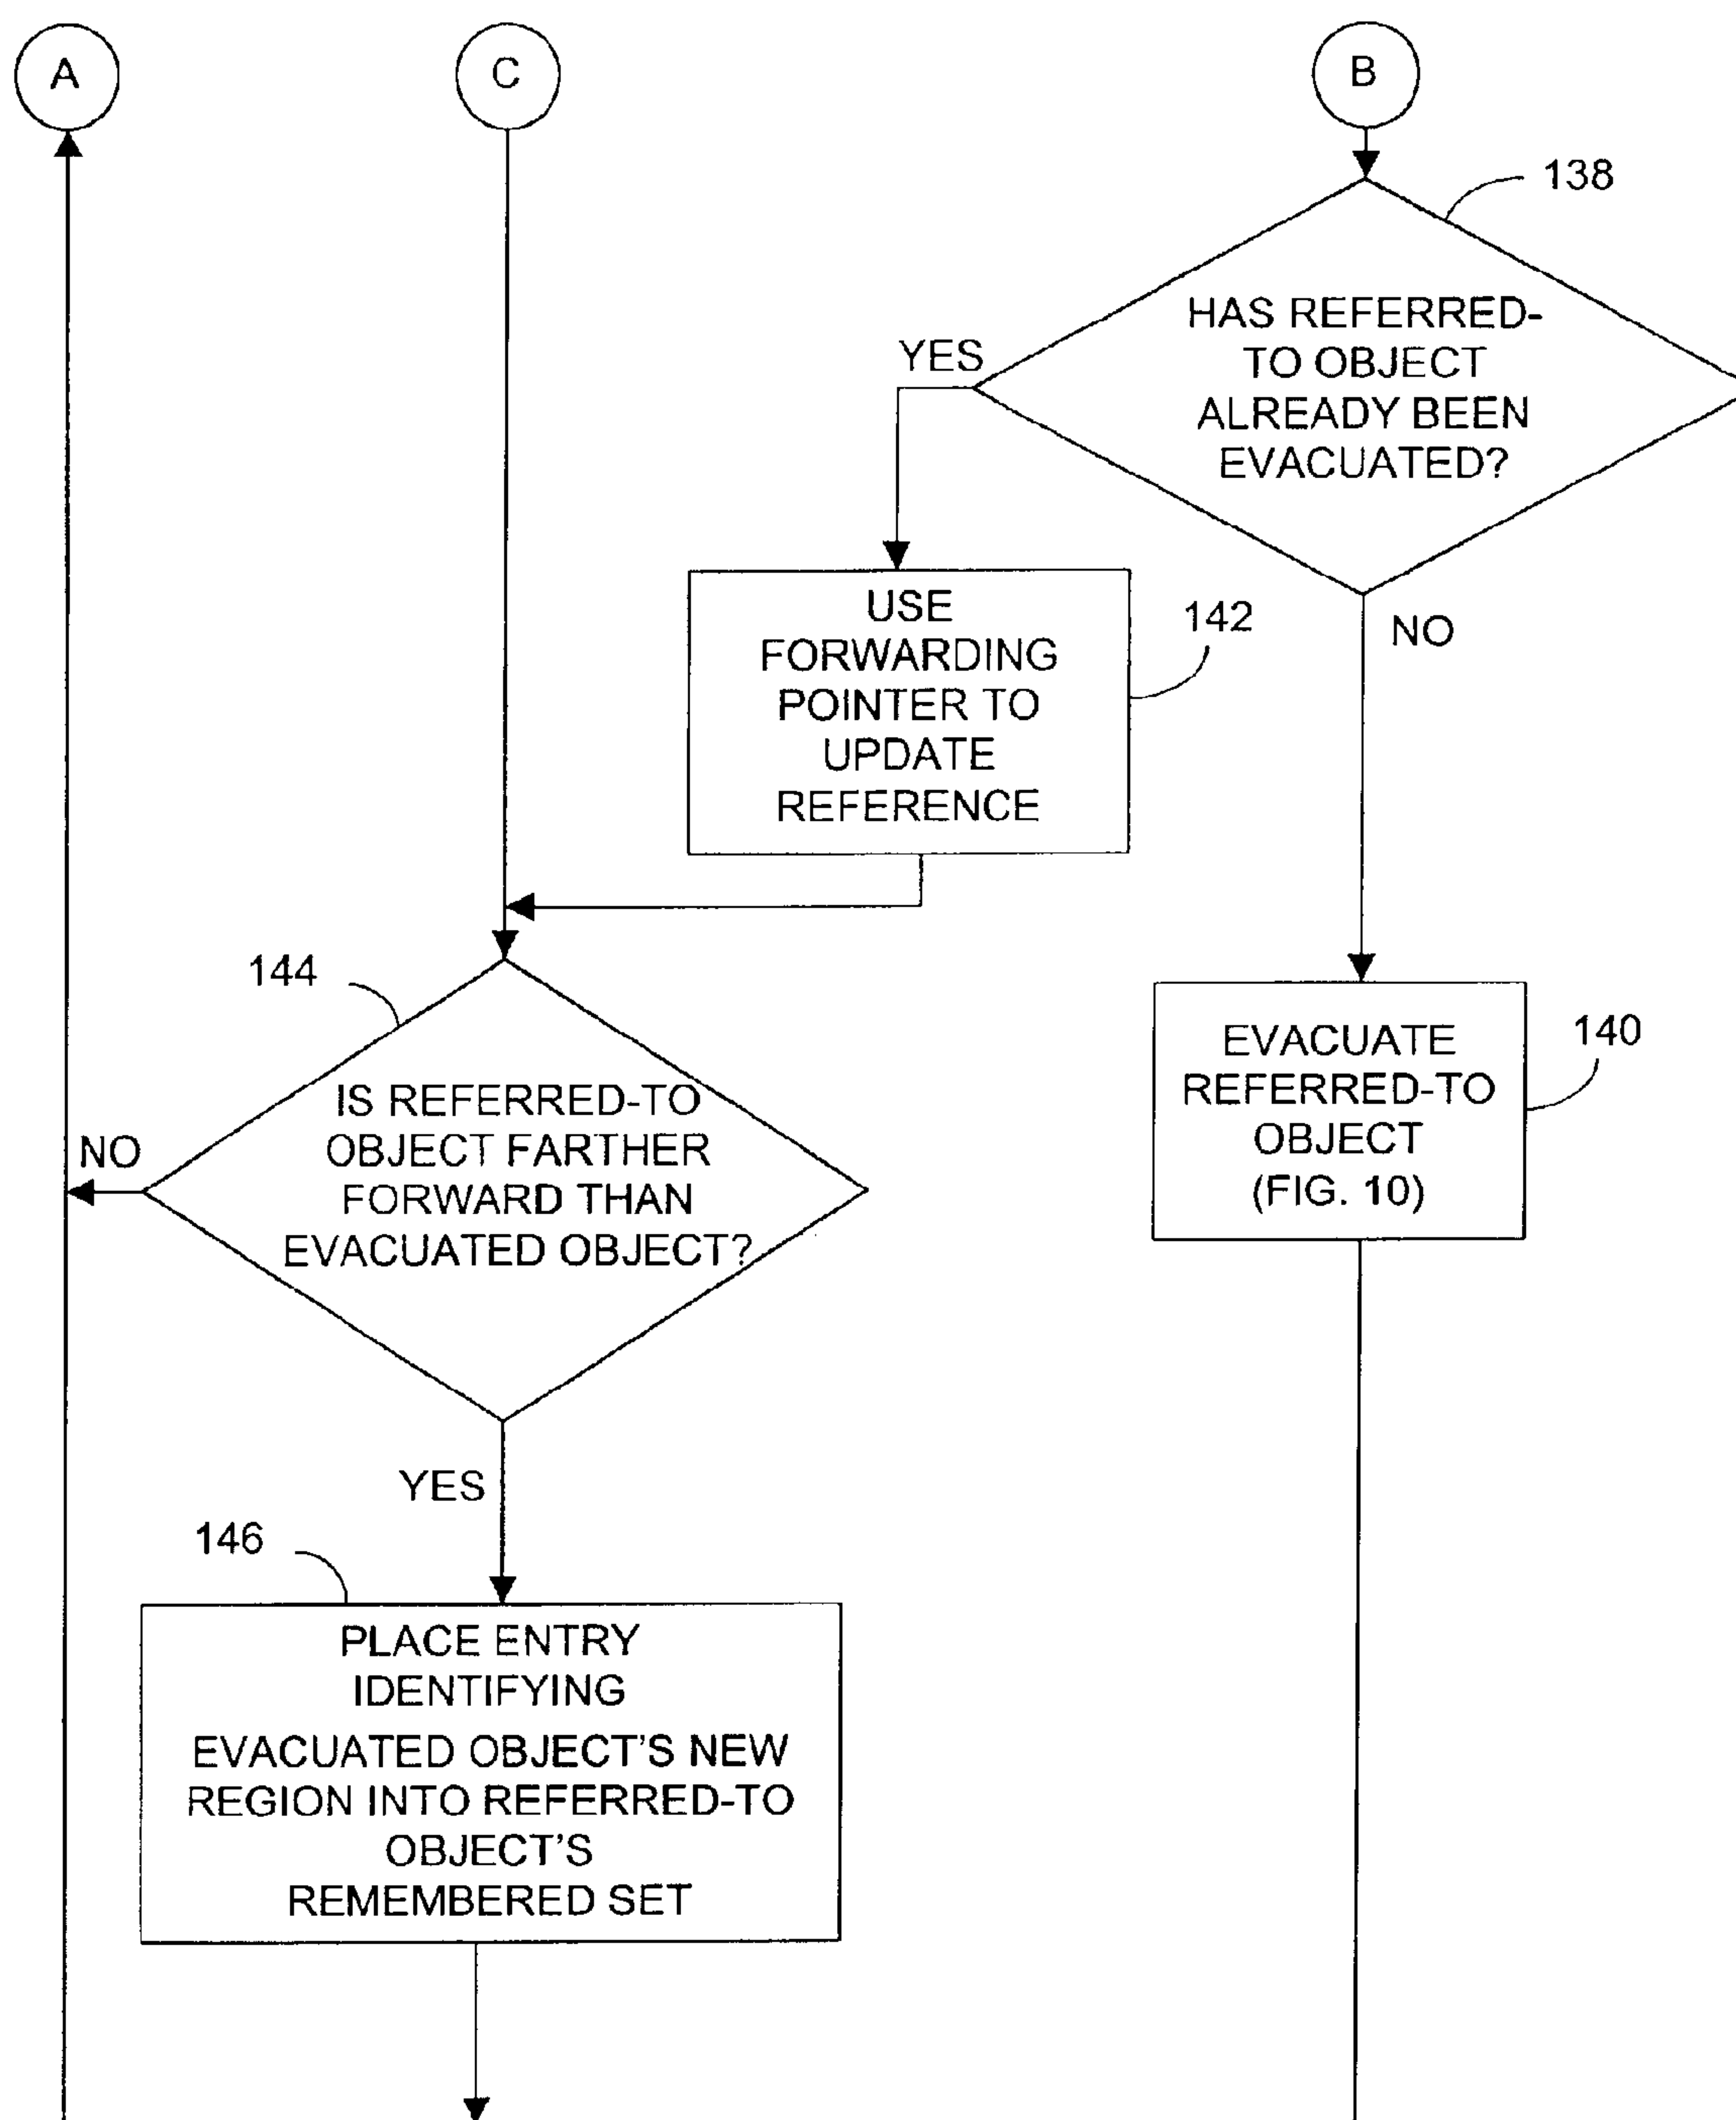 A
C
B
138
HAS REFERRED-
TO OBJECT
ALREADY BEEN
EVACUATED?
YES
NO
USE
FORWARDING
POINTER TO
UPDATE
REFERENCE
142
144
IS REFERRED-TO
OBJECT FARTHER
FORWARD THAN
EVACUATED OBJECT?
NO
YES
EVACUATE
REFERRED-TO
OBJECT
(FIG. 10)
140
146
PLACE ENTRY
IDENTIFYING
EVACUATED OBJECT'S NEW
REGION INTO REFERRED-TO
OBJECT'S
REMEMBERED SET